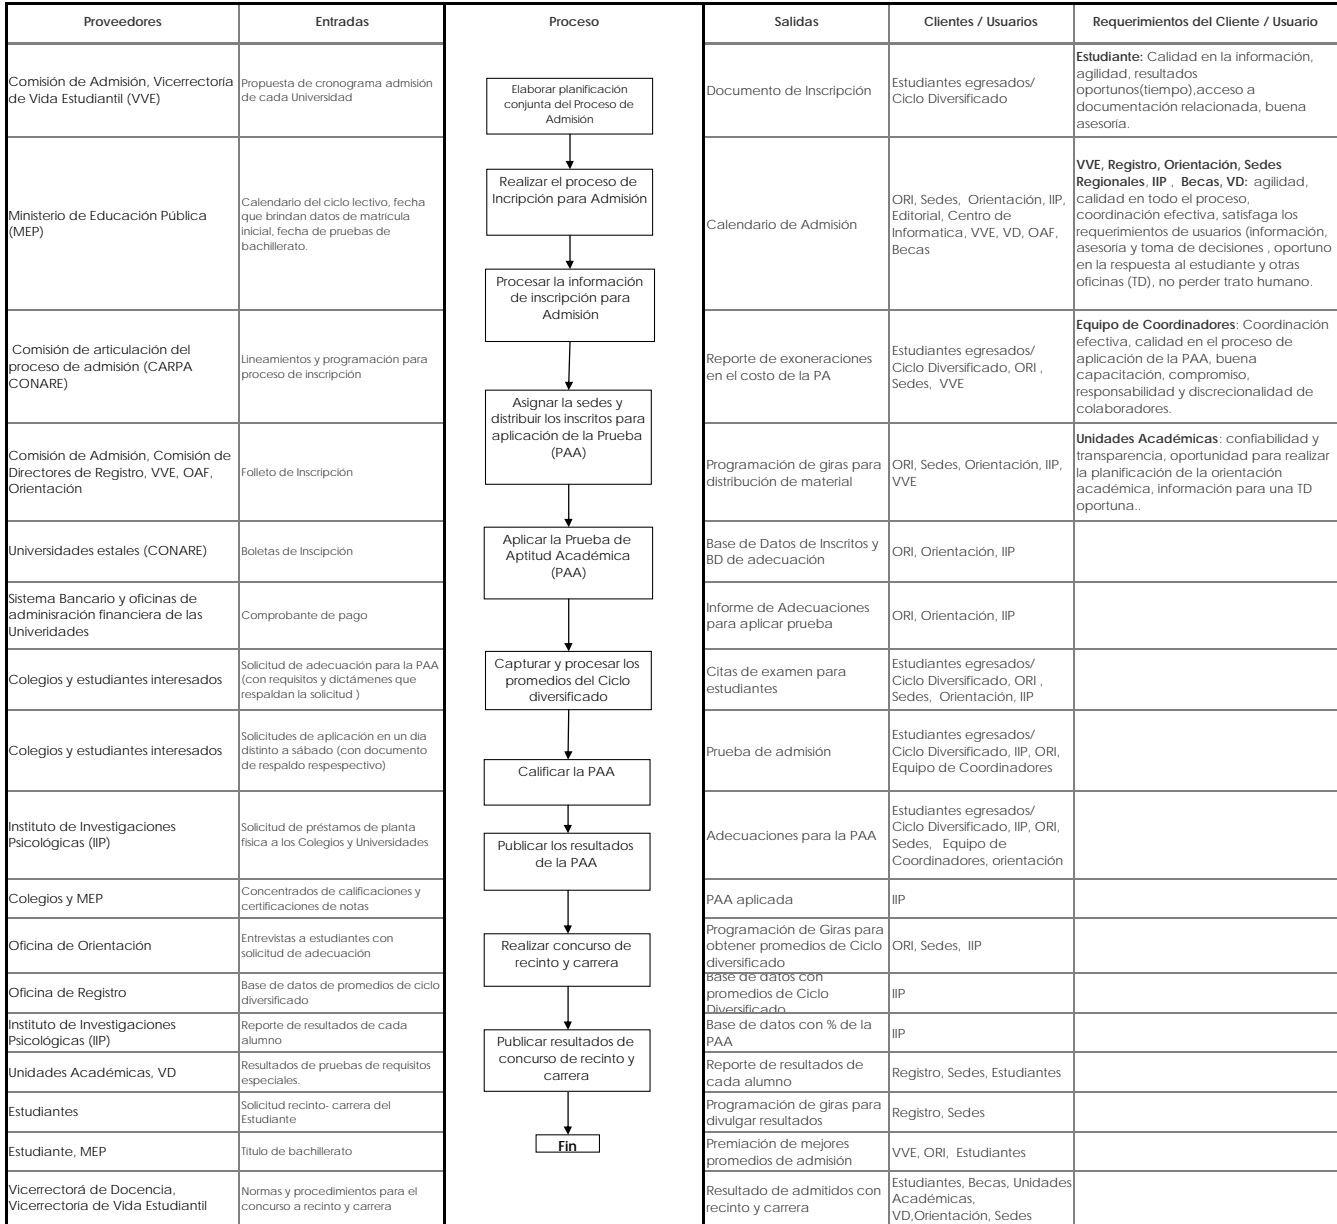 Proveedores
Entradas
Proceso
Salidas
Clientes / Usuarios
Requerimientos del Cliente / Usuario
Comisión de Admisión, Vicerrectoría
de Vida Estudiantil (VVE)
Propuesta de cronograma admisión
de cada Universidad
Documento de Inscripción
Estudiantes egresados/
Ciclo Diversificado
Estudiante: Calidad en la información,
agilidad, resultados
oportunos(tiempo),acceso a
documentación relacionada, buena
asesoría.
Ministerio de Educación Pública
(MEP)
Calendario del ciclo lectivo, fecha
que brindan datos de matrícula
inicial, fecha de pruebas de
bachillerato.
Calendario de Admisión
ORI, Sedes, Orientación, IIP,
Editorial, Centro de
Informatica, VVE, VD, OAF,
Becas
VVE, Registro, Orientación, Sedes
Regionales, IIP , Becas, VD: agilidad,
calidad en todo el proceso,
coordinación efectiva, satisfaga los
requerimientos de usuarios (información,
asesoría y toma de decisiones , oportuno
en la respuesta al estudiante y otras
oficinas (TD), no perder trato humano.
Comisión de articulación del
proceso de admisión (CARPA
CONARE)
Lineamientos y programación para
proceso de inscripción
Reporte de exoneraciones
en el costo de la PA
Estudiantes egresados/
Ciclo Diversificado, ORI ,
Sedes, VVE
Equipo de Coordinadores: Coordinación
efectiva, calidad en el proceso de
aplicación de la PAA, buena
capacitación, compromiso,
responsabilidad y discrecionalidad de
colaboradores.
Comisión de Admisión, Comisión de
Directores de Registro, VVE, OAF,
Orientación
Folleto de Inscripción
Programación de giras para
distribución de material
ORI, Sedes, Orientación, IIP,
VVE
Unidades Académicas: confiabilidad y
transparencia, oportunidad para realizar
la planificación de la orientación
académica, información para una TD
oportuna..
Universidades estales (CONARE)
Boletas de Inscipción
Base de Datos de Inscritos y
BD de adecuación
ORI, Orientación, IIP
Sistema Bancario y oficinas de
adminisración financiera de las
Univeridades
Comprobante de pago
Informe de Adecuaciones
para aplicar prueba
ORI, Orientación, IIP
Colegios y estudiantes interesados
Solicitud de adecuación para la PAA
(con requisitos y dictámenes que
respaldan la solicitud )
Citas de examen para
estudiantes
Estudiantes egresados/
Ciclo Diversificado, ORI ,
Sedes, Orientación, IIP
Colegios y estudiantes interesados
Solicitudes de aplicación en un día
distinto a sábado (con documento
de respaldo respespectivo)
Prueba de admisión
Estudiantes egresados/
Ciclo Diversificado, IIP, ORI,
Equipo de Coordinadores
Instituto de Investigaciones
Psicológicas (IIP)
Solicitud de préstamos de planta
física a los Colegios y Universidades
Adecuaciones para la PAA
Estudiantes egresados/
Ciclo Diversificado, IIP, ORI,
Sedes, Equipo de
Coordinadores, orientación
Colegios y MEP
Concentrados de calificaciones y
certificaciones de notas
PAA aplicada
IIP
Oficina de Orientación
Entrevistas a estudiantes con
solicitud de adecuación
Programación de Giras para
obtener promedios de Ciclo
diversificado
ORI, Sedes, IIP
Oficina de Registro
Base de datos de promedios de ciclo
diversificado
Base de datos con
promedios de Ciclo
Diversificado
IIP
Instituto de Investigaciones
Psicológicas (IIP)
Reporte de resultados de cada
alumno
Base de datos con % de la
PAA
IIP
Unidades Académicas, VD
Resultados de pruebas de requisitos
especiales.
Reporte de resultados de
cada alumno
Registro, Sedes, Estudiantes
Estudiantes
Solicitud recinto- carrera del
Estudiante
Programación de giras para
divulgar resultados
Registro, Sedes
Estudiante, MEP
Título de bachillerato
Premiación de mejores
promedios de admisión
VVE, ORI, Estudiantes
Vicerrectorá de Docencia,
Vicerrectoría de Vida Estudiantil
Normas y procedimientos para el
concurso a recinto y carrera
Resultado de admitidos con
recinto y carrera
Estudiantes, Becas, Unidades
Académicas,
VD,Orientación, Sedes
Elaborar planificación
conjunta del Proceso de
Admisión
Realizar el proceso de
Incripción para Admisión
Procesar la información
de inscripción para
Admisión
Asignar la sedes y
distribuir los inscritos para
aplicación de la Prueba
(PAA)
Aplicar la Prueba de
Aptitud Académica
(PAA)
Capturar y procesar los
promedios del Ciclo
diversificado
Calificar la PAA
Publicar los resultados
de la PAA
Realizar concurso de
recinto y carrera
Publicar resultados de
concurso de recinto y
carrera
Fin